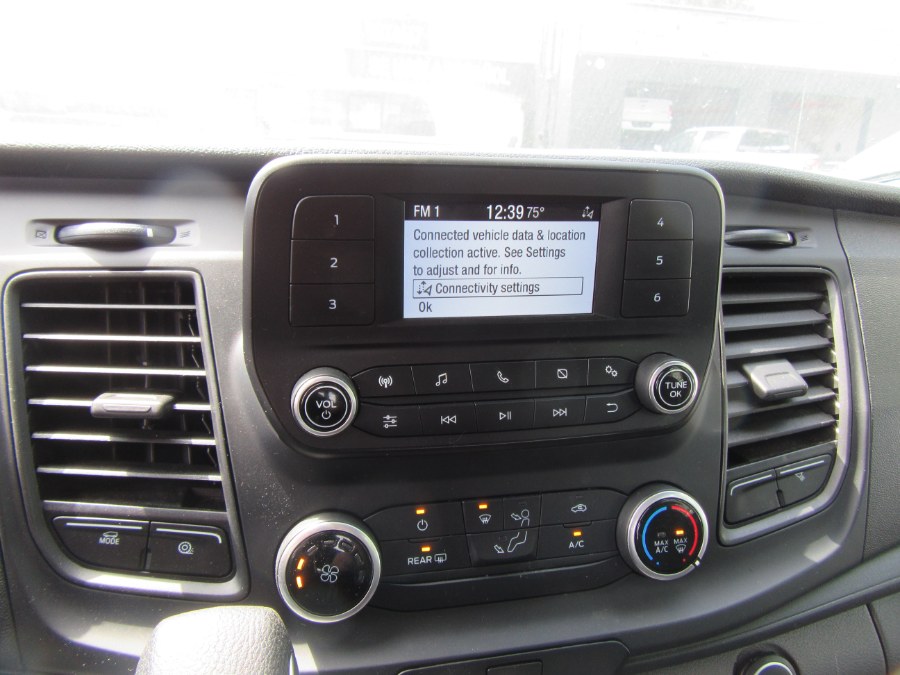 FM 1 12:39 75°
Connected vehicle data & location
collection active. See Settings
to adjust and for info.
Connectivity settings
Ok
1
2
3
4
5
6
VOL
TUNE
OK
MODE
REAR
A/C
MAX
A/C
MAX